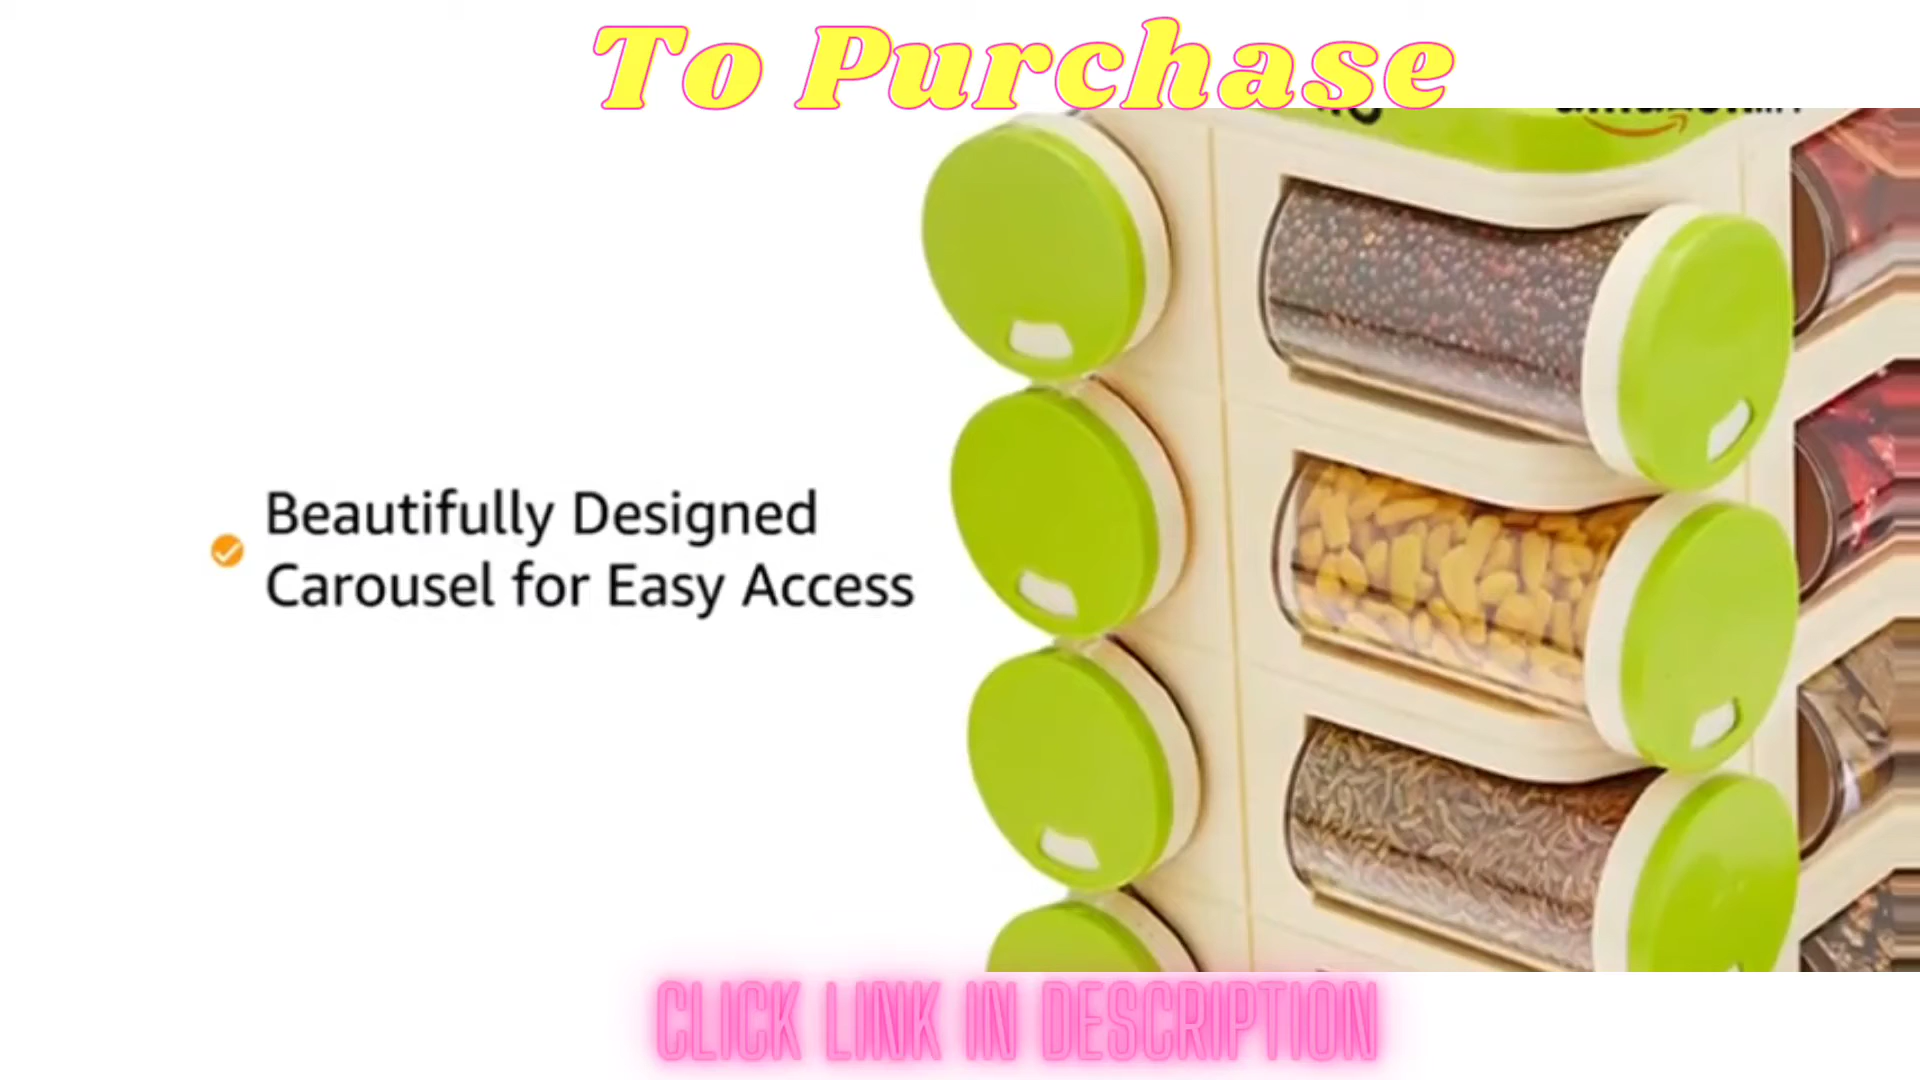 To Purchase
Beautifully Designed
Carousel for Easy Access
CLICK LINK IN DESCRIPTION